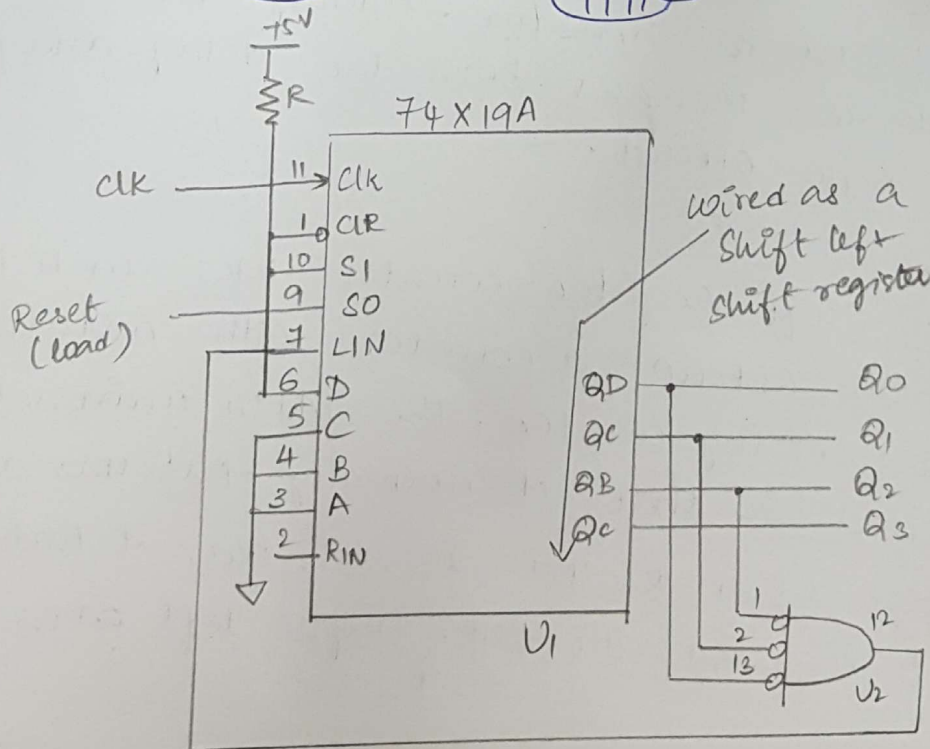 1111
+5V
R
74X19A
Clk
11
Clk
1
CLR
10
S1
9
S0
Reset
(load)
7
LIN
6
D
5
C
4
B
3
A
2
RIN
wired as a
shift left
shift register
QD
Q0
QC
Q1
QB
Q2
QC
Q3
U1
1
2
13
12
U2